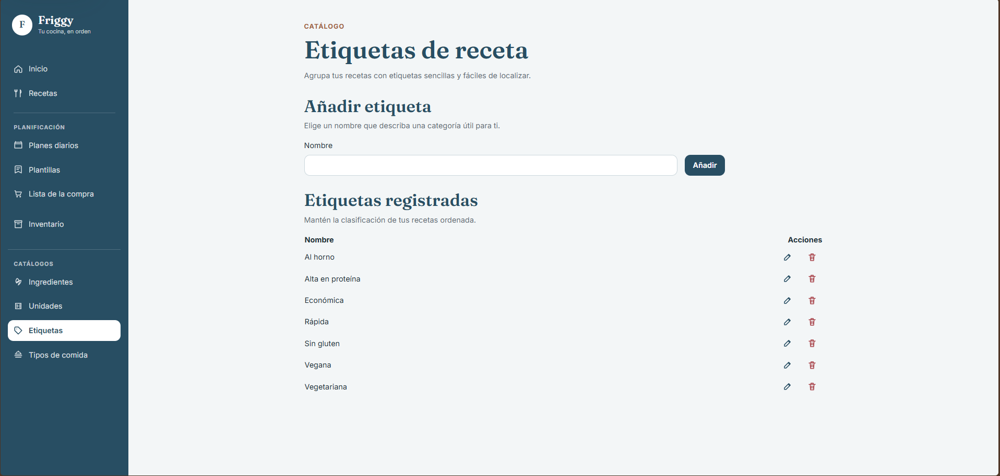 F
Friggy
Tu cocina, en orden
Inicio
Recetas
PLANIFICACIÓN
Planes diarios
Plantillas
Lista de la compra
Inventario
CATÁLOGOS
Ingredientes
Unidades
Etiquetas
Tipos de comida
CATÁLOGO
Etiquetas de receta
Agrupa tus recetas con etiquetas sencillas y fáciles de localizar.
Añadir etiqueta
Elige un nombre que describa una categoría útil para ti.
Nombre
Añadir
Etiquetas registradas
Mantén la clasificación de tus recetas ordenada.
Nombre Acciones
Al horno
Alta en proteína
Económica
Rápida
Sin gluten
Vegana
Vegetariana